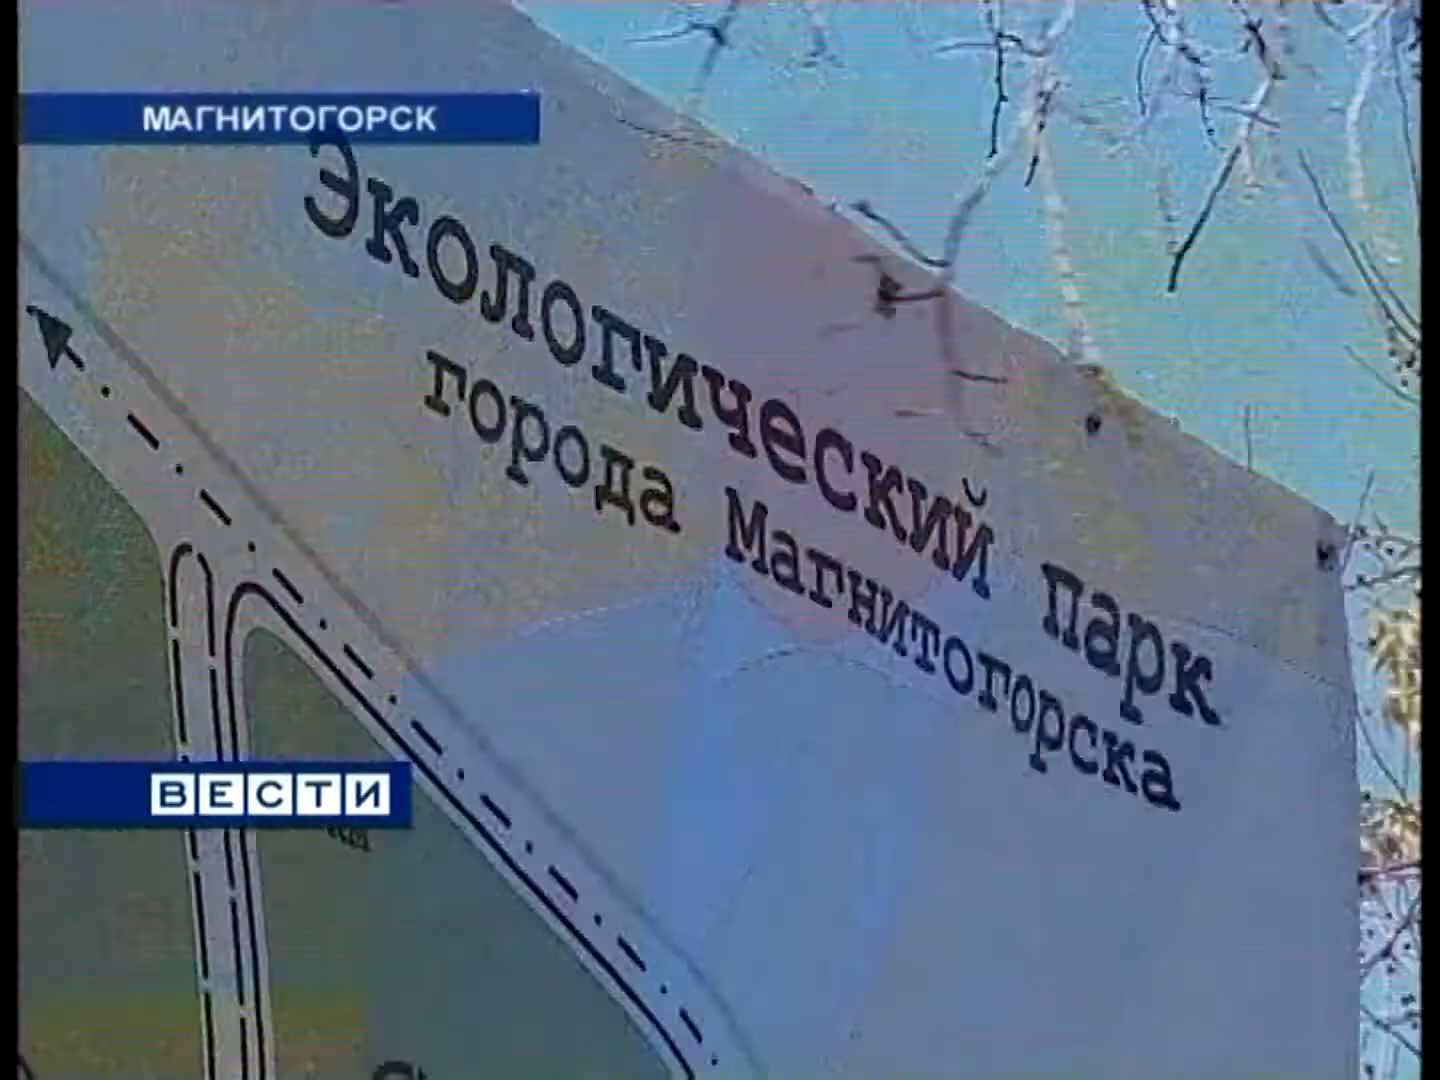 МАГНИТОГОРСК
Экологический парк
города Магнитогорска
ВЕСТИ